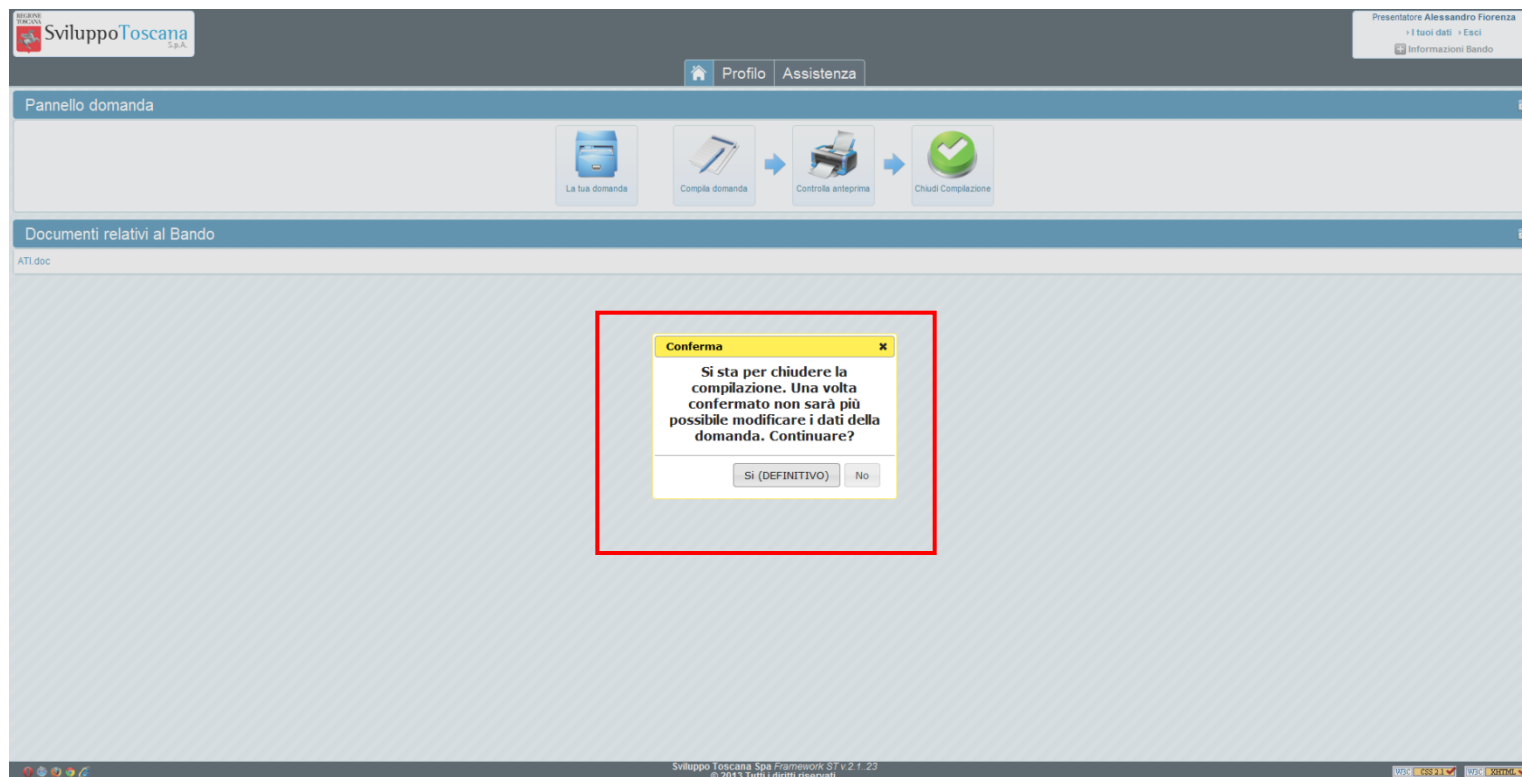 REGIONE
TOSCANA
SviluppoToscana
S.p.A.
Presentatore Alessandro Fiorenza
I tuoi dati Esci
Informazioni Bando
Profilo Assistenza
Pannello domanda
La tua domanda
Compila domanda
Controlla anteprima
Chiudi Compilazione
Documenti relativi al Bando
ATI.doc
Conferma
Si sta per chiudere la
compilazione. Una volta
confermato non sarà più
possibile modificare i dati della
domanda. Continuare?
Si (DEFINITIVO) No
Sviluppo Toscana Spa Framework ST v.2.1..23
© 2013 Tutti i diritti riservati
W3C CSS 2.1 W3C XHTML